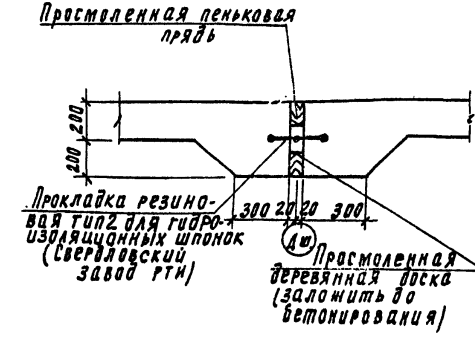 Просмоленная пеньковая
прядь
200
200
Прокладка резино-
вая тип2 для гидро-
изоляционных шпонок
(Свердловский
завод РТИ)
300 20 20 300
Аш
Просмоленная
деревянная доска
(заложить до
бетонирования)